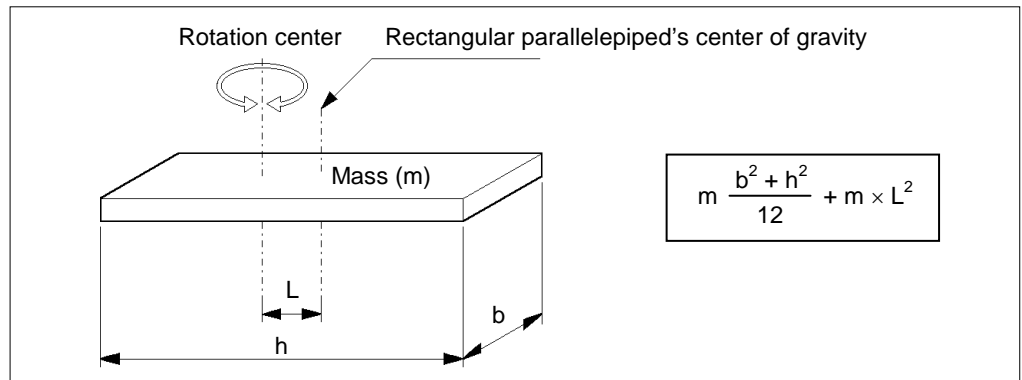 Rotation center
Rectangular parallelepiped's center of gravity
Mass (m)
m (b² + h²)/12 + m × L²
L
b
h